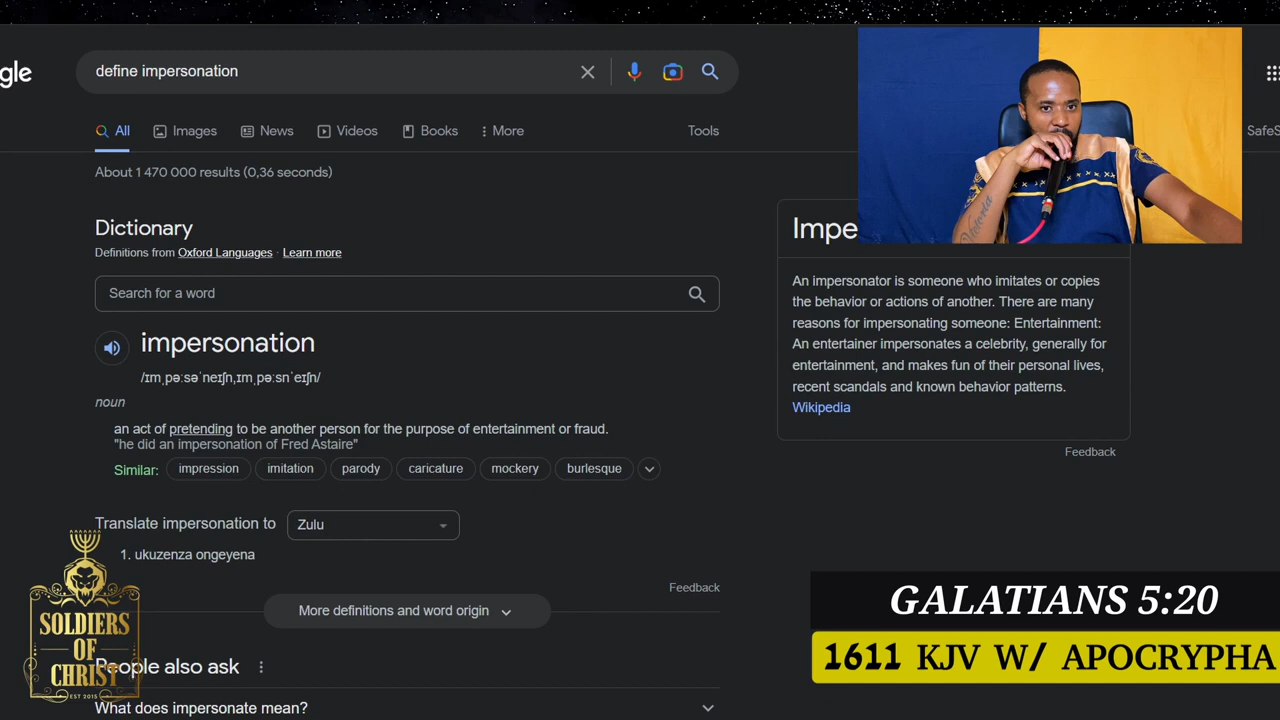 gle
define impersonation
All
Images
News
Videos
Books
More
Tools
SafeS
About 1 470 000 results (0,36 seconds)
Dictionary
Definitions from Oxford Languages · Learn more
Search for a word
impersonation
/ɪmˌpəːsəˈneɪʃn,ɪmˌpəːsnˈeɪʃn/
noun
an act of pretending to be another person for the purpose of entertainment or fraud.
"he did an impersonation of Fred Astaire"
Similar:
impression
imitation
parody
caricature
mockery
burlesque
Translate impersonation to
Zulu
1. ukuzenza ongeyena
Feedback
More definitions and word origin
People also ask
What does impersonate mean?
Impe
An impersonator is someone who imitates or copies
the behavior or actions of another. There are many
reasons for impersonating someone: Entertainment:
An entertainer impersonates a celebrity, generally for
entertainment, and makes fun of their personal lives,
recent scandals and known behavior patterns.
Wikipedia
Feedback
Victoria
SOLDIERS
OF
CHRIST
EST 2015
GALATIANS 5:20
1611 KJV W/ APOCRYPHA